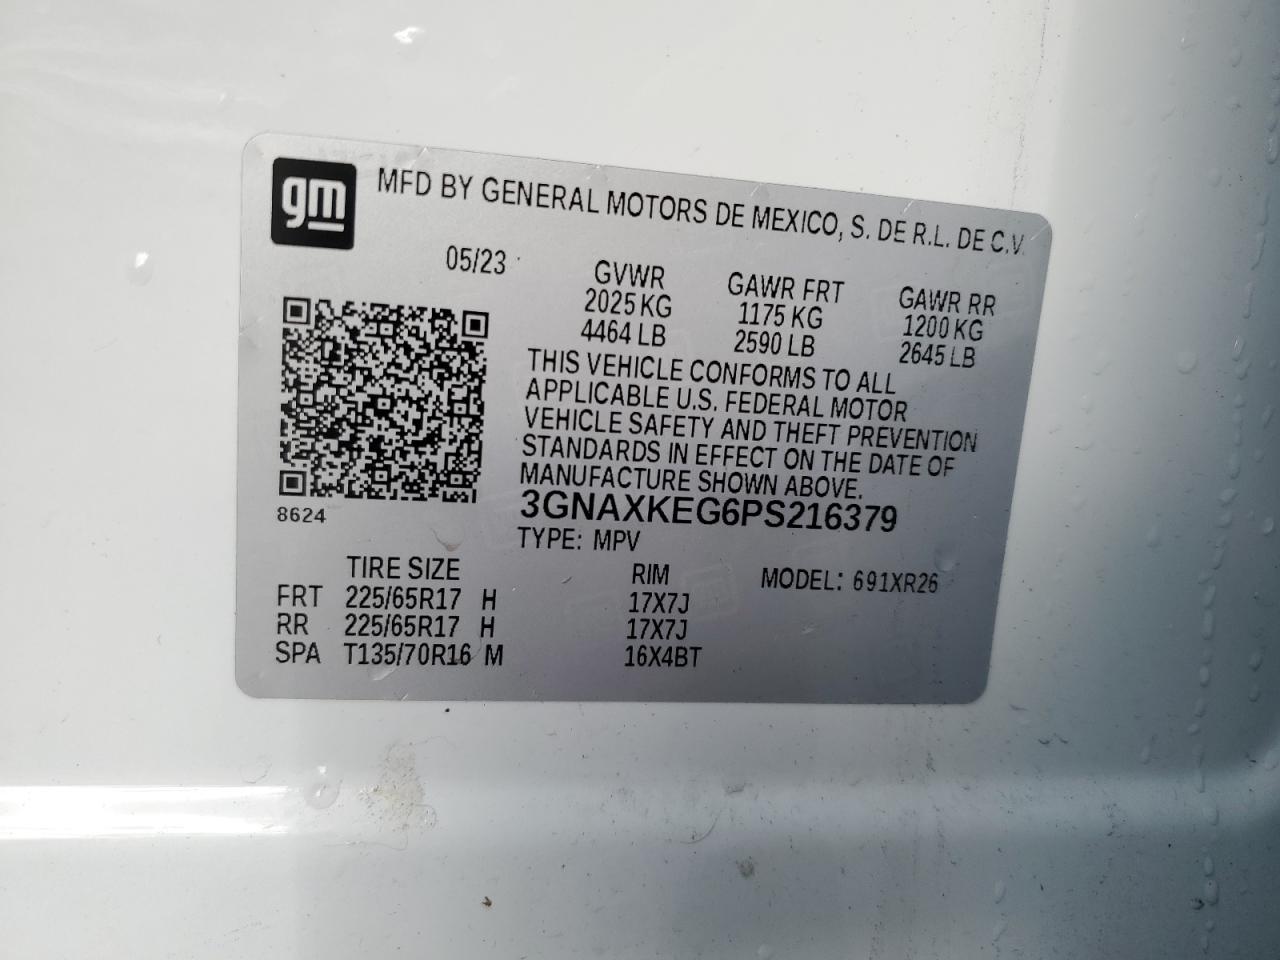 gm
MFD BY GENERAL MOTORS DE MEXICO, S. DE R.L. DE C.V.
05/23
GVWR GAWR FRT GAWR RR
2025 KG 1175 KG 1200 KG
4464 LB 2590 LB 2645 LB
THIS VEHICLE CONFORMS TO ALL
APPLICABLE U.S. FEDERAL MOTOR
VEHICLE SAFETY AND THEFT PREVENTION
STANDARDS IN EFFECT ON THE DATE OF
MANUFACTURE SHOWN ABOVE.
3GNAXKEG6PS216379
8624
TYPE: MPV
TIRE SIZE RIM MODEL: 691XR26
FRT 225/65R17 H 17X7J
RR 225/65R17 H 17X7J
SPA T135/70R16 M 16X4BT